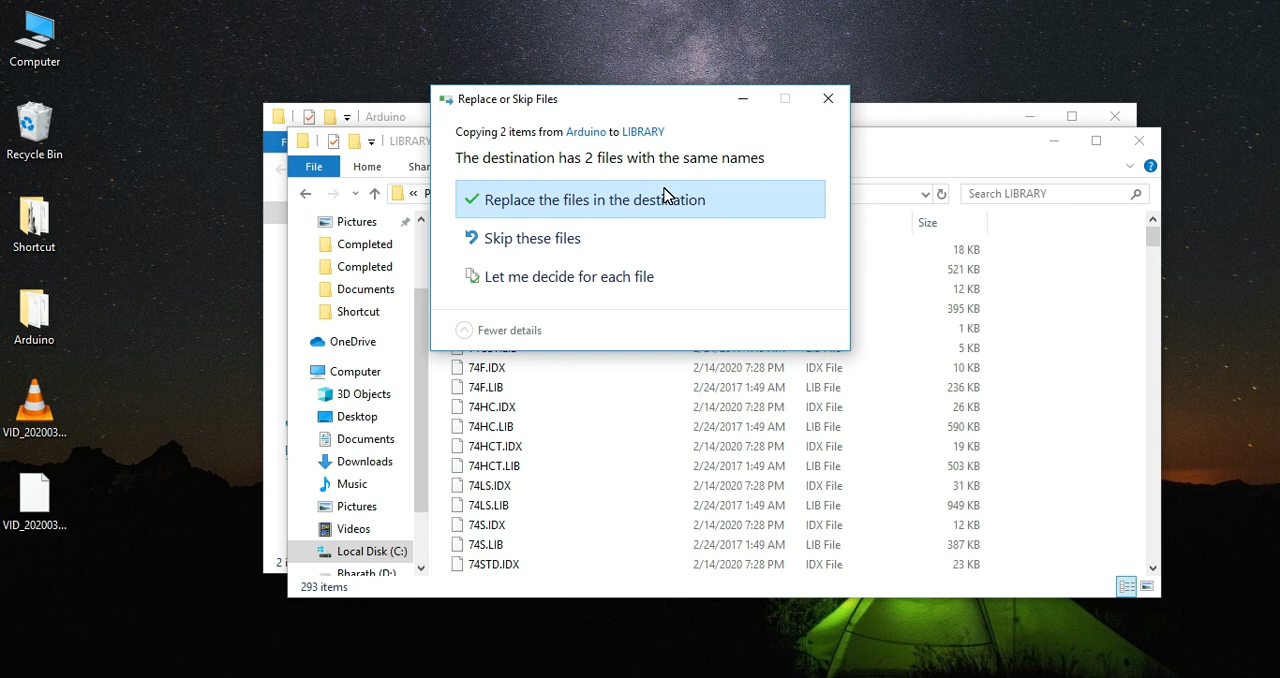 Computer
Recycle Bin
Shortcut
Arduino
VID_202003...
VID_202003...
Arduino
LIBRARY
File Home
Search LIBRARY
Pictures
Completed
Completed
Documents
Shortcut
OneDrive
Computer
3D Objects
Desktop
Documents
Downloads
Music
Pictures
Videos
Local Disk (C:)
Bharath (D:)
293 items
Replace or Skip Files
Copying 2 items from Arduino to LIBRARY
The destination has 2 files with the same names
Replace the files in the destination
Skip these files
Let me decide for each file
Fewer details
Size
18 KB
521 KB
12 KB
395 KB
1 KB
5 KB
74F.IDX 2/14/2020 7:28 PM IDX File 10 KB
74F.LIB 2/24/2017 1:49 AM LIB File 236 KB
74HC.IDX 2/14/2020 7:28 PM IDX File 26 KB
74HC.LIB 2/24/2017 1:49 AM LIB File 590 KB
74HCT.IDX 2/14/2020 7:28 PM IDX File 19 KB
74HCT.LIB 2/24/2017 1:49 AM LIB File 503 KB
74LS.IDX 2/14/2020 7:28 PM IDX File 31 KB
74LS.LIB 2/24/2017 1:49 AM LIB File 949 KB
74S.IDX 2/14/2020 7:28 PM IDX File 12 KB
74S.LIB 2/24/2017 1:49 AM LIB File 387 KB
74STD.IDX 2/14/2020 7:28 PM IDX File 23 KB